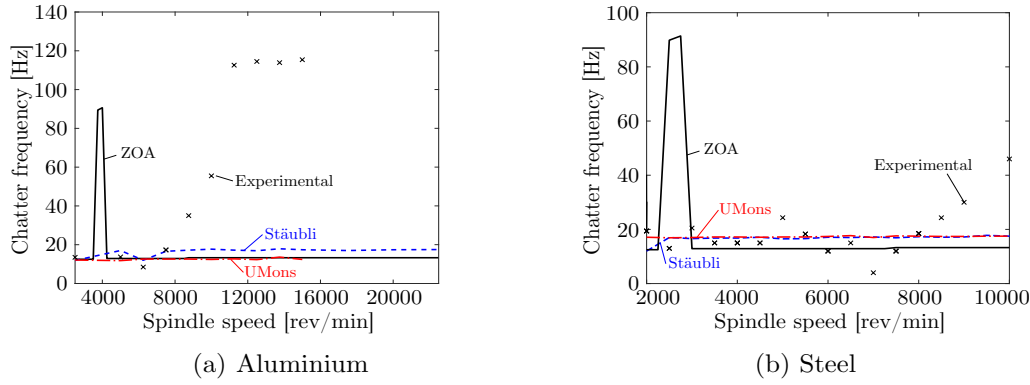 140
120
100
80
60
40
20
0
4000 8000 12000 16000 20000
Chatter frequency [Hz]
Spindle speed [rev/min]
ZOA
Experimental
Stäubli
UMons
(a) Aluminium
100
80
60
40
20
0
2000 4000 6000 8000 10000
Chatter frequency [Hz]
Spindle speed [rev/min]
ZOA
Experimental
UMons
Stäubli
(b) Steel